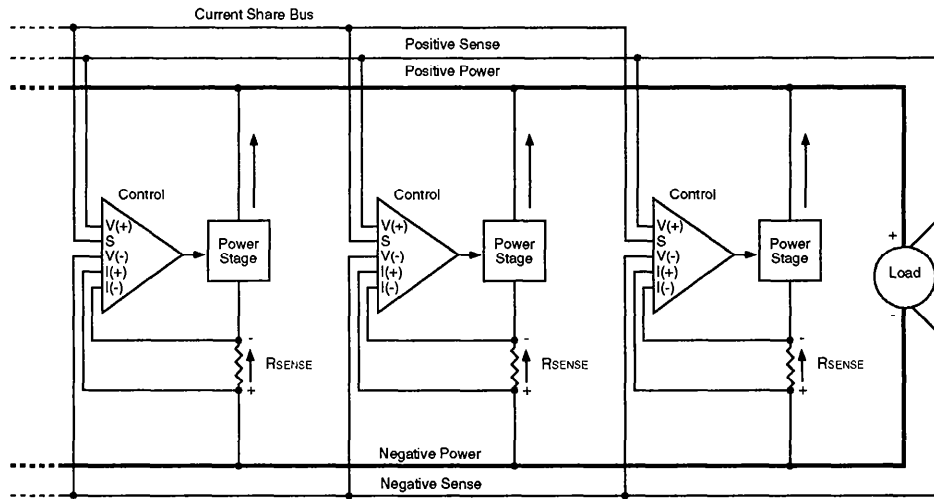 Current Share Bus
Positive Sense
Positive Power
Control
V(+)
S
V(-)
I(+)
I(-)
Power
Stage
-
RSENSE
+
Control
V(+)
S
V(-)
I(+)
I(-)
Power
Stage
-
RSENSE
+
Control
V(+)
S
V(-)
I(+)
I(-)
Power
Stage
-
RSENSE
+
+
Load
-
Negative Power
Negative Sense